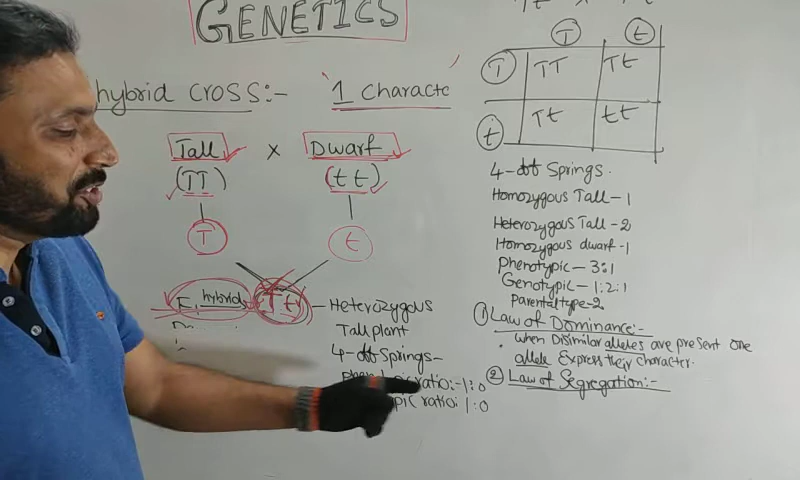 GENETICS
hybrid cross:- 1 characte
Tall x Dwarf
(TT) (tt)
T t
F1 hybrid Tt - Heterozygous
Tall plant
4-off Springs-
ratio:-1:0
pic ratio: 1:0
T t
T TT Tt
t Tt tt
4-off Springs.
Homozygous Tall-1
Heterozygous Tall-2
Homozygous dwarf-1
Phenotypic-3:1
Genotypic-1:2:1
Parental type-2
① Law of Dominance:-
. when Disimilar alleles are present one
allele Express their character.
② Law of Segregation:-